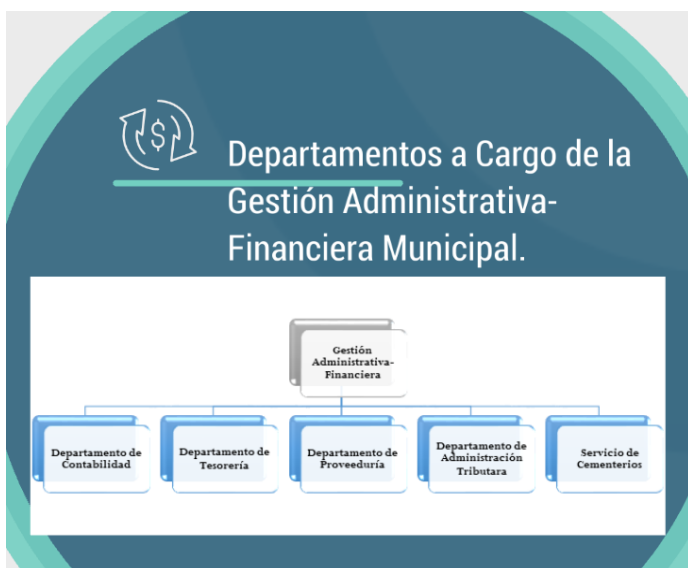 $
Departamentos a Cargo de la
Gestión Administrativa-
Financiera Municipal.
Gestión
Administrativa-
Financiera
Departamento de
Contabilidad
Departamento de
Tesorería
Departamento de
Proveeduría
Departamento de
Administración
Tributara
Servicio de
Cementerios